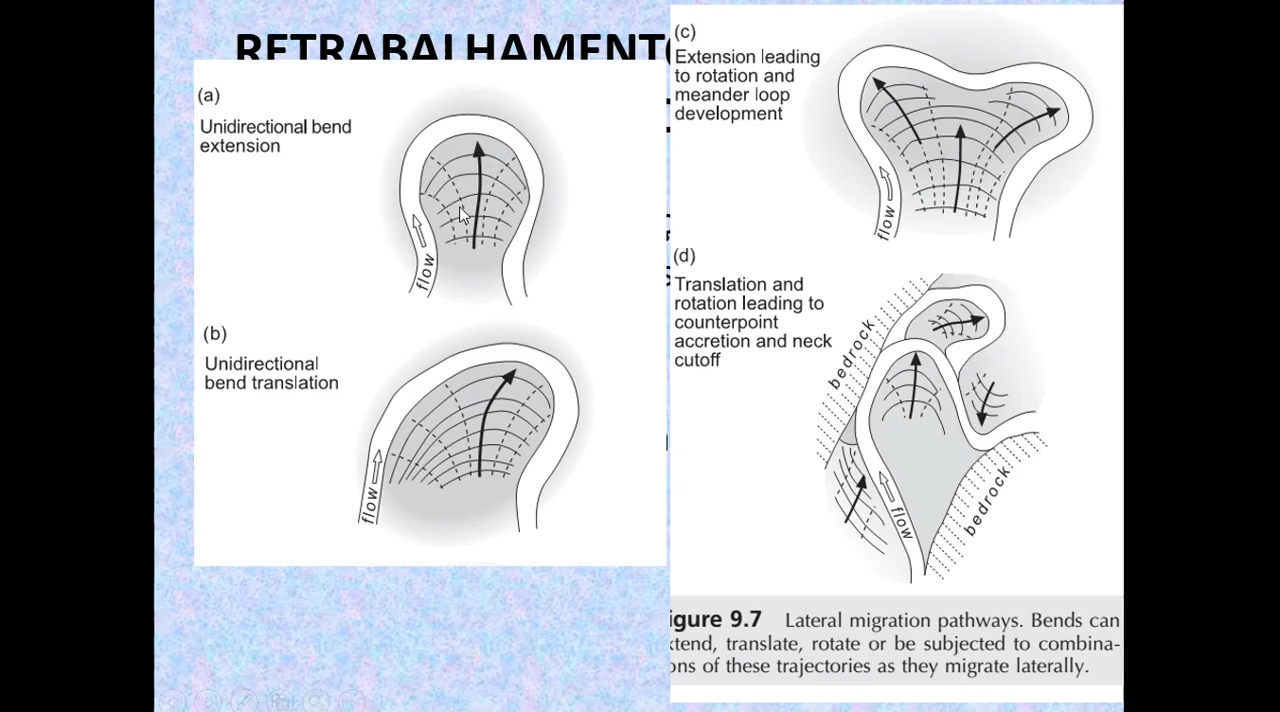 RETRABALHAMENTO
(a)
Unidirectional bend
extension
flow
(b)
Unidirectional
bend translation
flow
(c)
Extension leading
to rotation and
meander loop
development
flow
(d)
Translation and
rotation leading to
counterpoint
accretion and neck
cutoff
bedrock
flow
bedrock
igure 9.7 Lateral migration pathways. Bends can
xtend, translate, rotate or be subjected to combina-
ons of these trajectories as they migrate laterally.